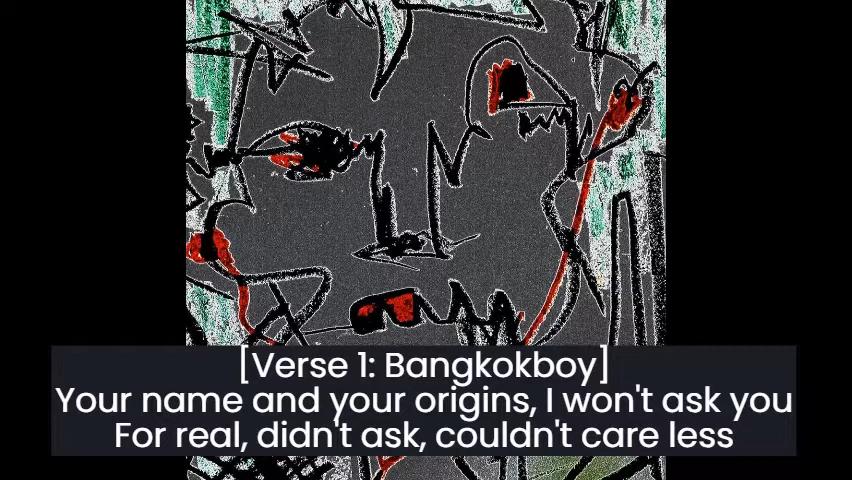 [Verse 1: Bangkokboy]
Your name and your origins, I won't ask you
For real, didn't ask, couldn't care less